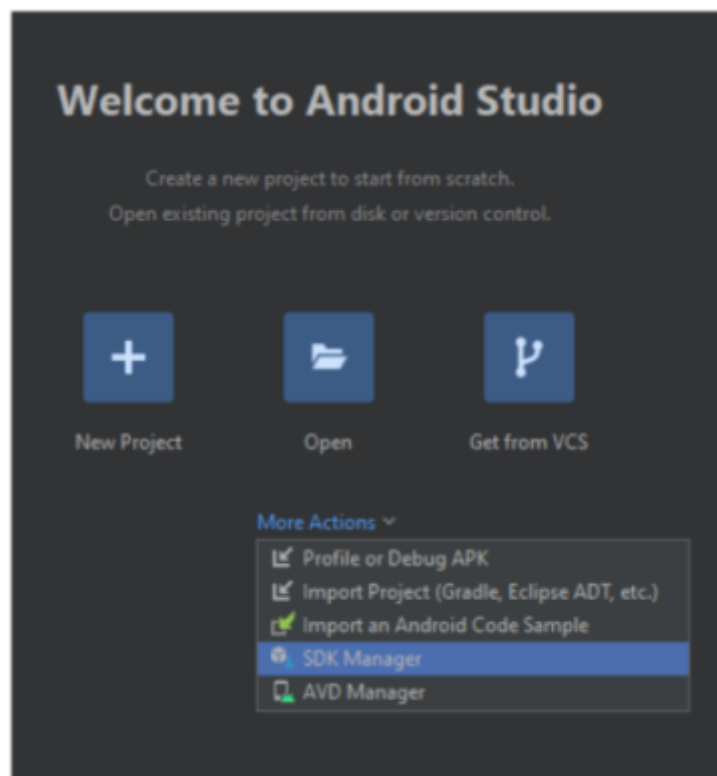 Welcome to Android Studio
Create a new project to start from scratch.
Open existing project from disk or version control.
New Project
Open
Get from VCS
More Actions
Profile or Debug APK
Import Project (Gradle, Eclipse ADT, etc.)
Import an Android Code Sample
SDK Manager
AVD Manager